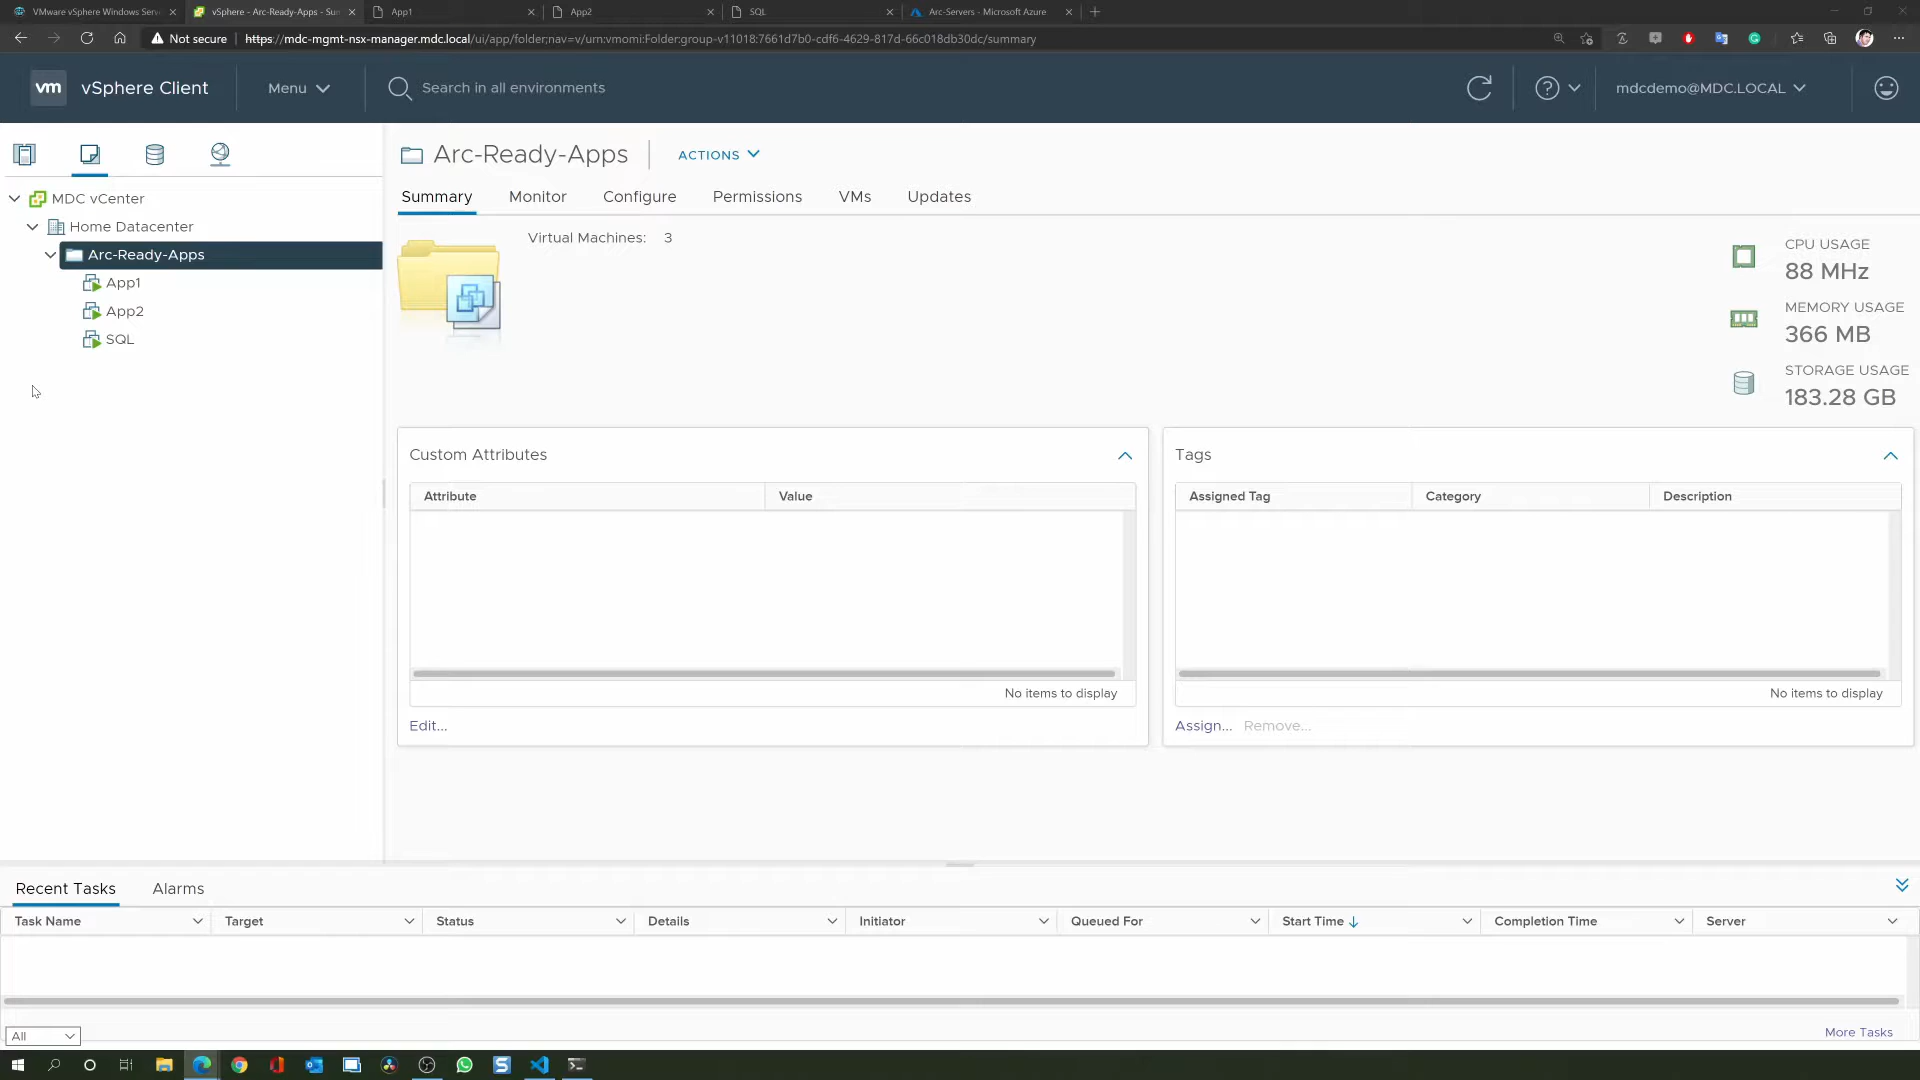 VMware vSphere Windows Serv
vSphere - Arc-Ready-Apps - Sum
App1
App2
SQL
Arc-Servers - Microsoft Azure
Not secure
https://mdc-mgmt-nsx-manager.mdc.local/ui/app/folder;nav=v/urn:vmomi:Folder:group-v11018:7661d7b0-cdf6-4629-817d-66c018db30dc/summary
vm vSphere Client
Menu
Search in all environments
mdcdemo@MDC.LOCAL
MDC vCenter
Home Datacenter
Arc-Ready-Apps
App1
App2
SQL
Arc-Ready-Apps
ACTIONS
Summary Monitor Configure Permissions VMs Updates
Virtual Machines: 3
CPU USAGE
88 MHz
MEMORY USAGE
366 MB
STORAGE USAGE
183.28 GB
Custom Attributes
Attribute Value
No items to display
Edit...
Tags
Assigned Tag Category Description
No items to display
Assign... Remove...
Recent Tasks Alarms
Task Name Target Status Details Initiator Queued For Start Time Completion Time Server
All
More Tasks